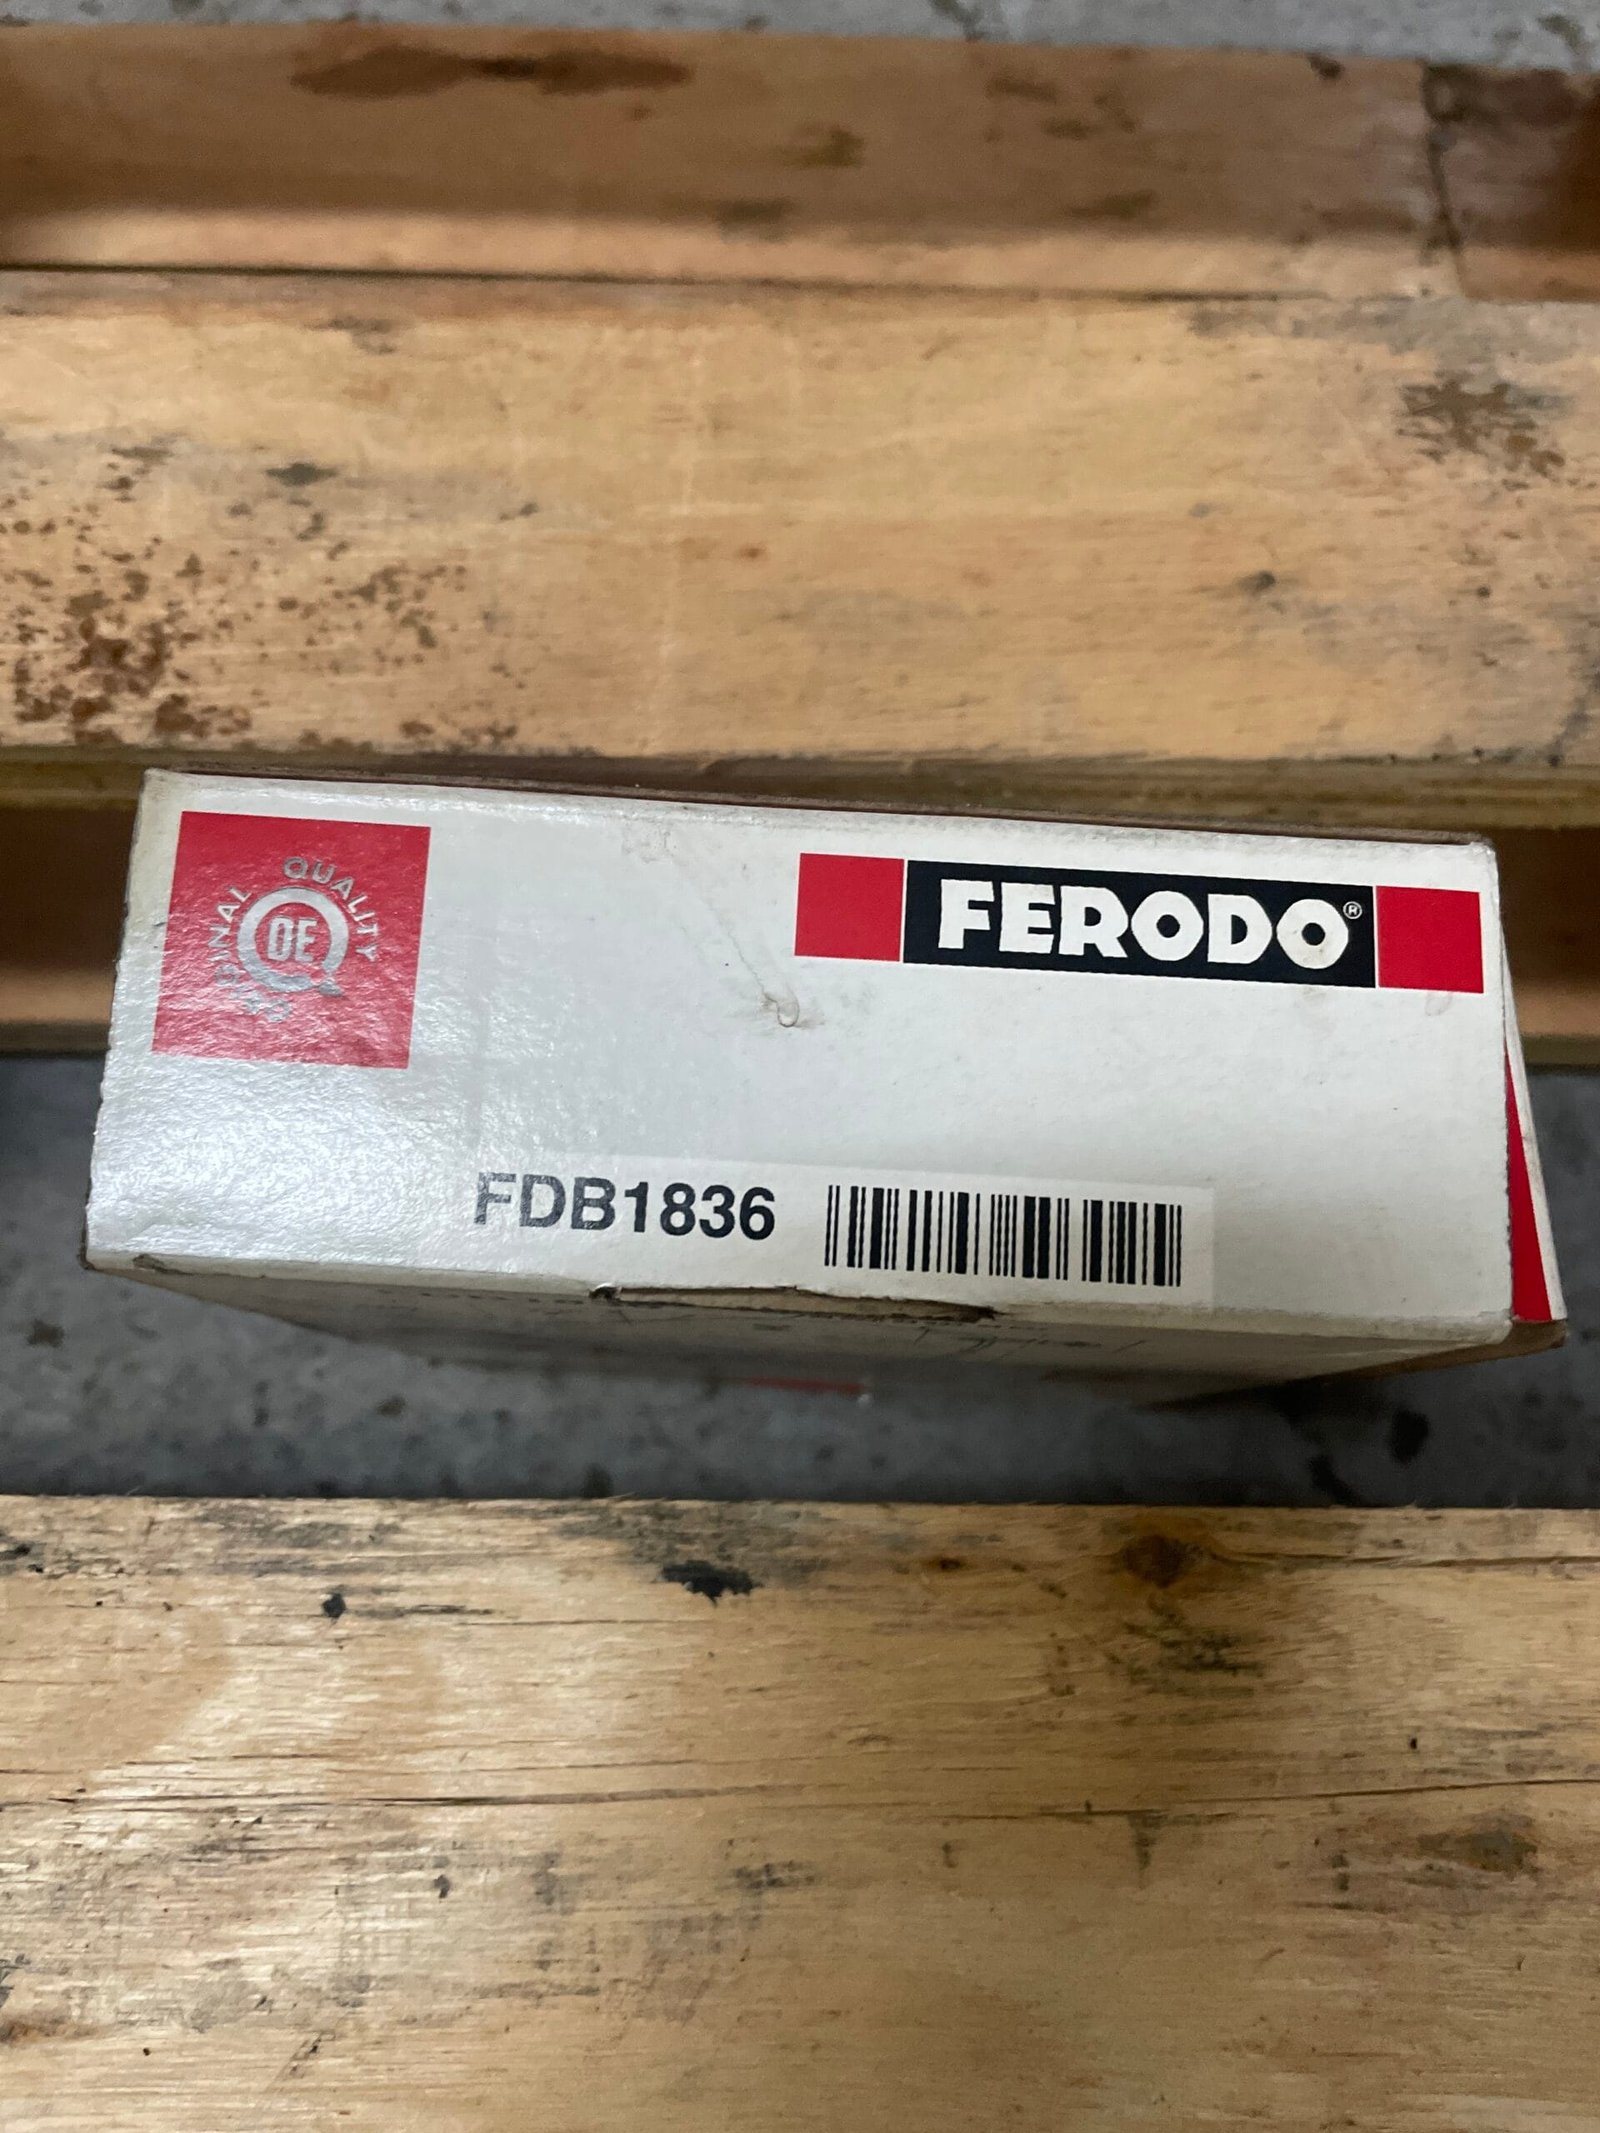 ORIGINAL QUALITY
OE
FERODO®
FDB1836